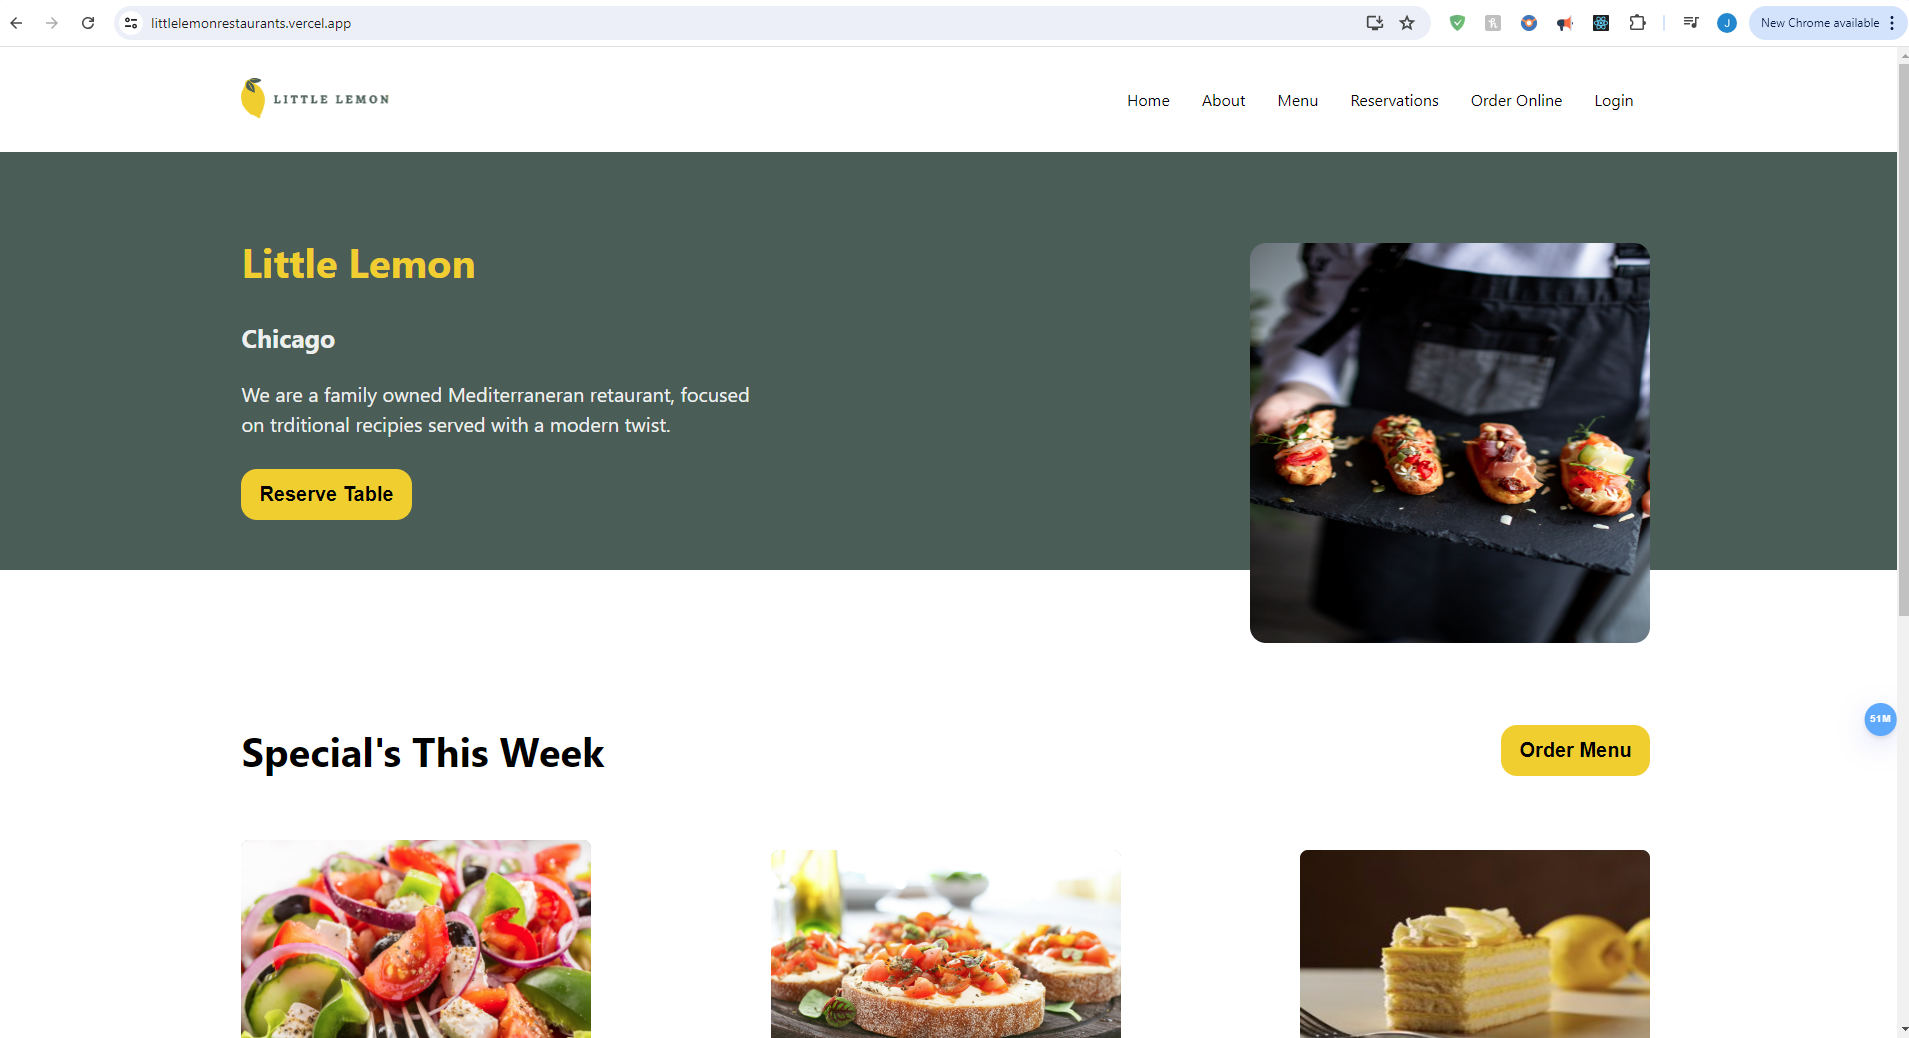 littlelemonrestaurants.vercel.app
J
New Chrome available
LITTLE LEMON
Home About Menu Reservations Order Online Login
Little Lemon
Chicago
We are a family owned Mediterraneran retaurant, focused
on trditional recipies served with a modern twist.
Reserve Table
51M
Special's This Week
Order Menu